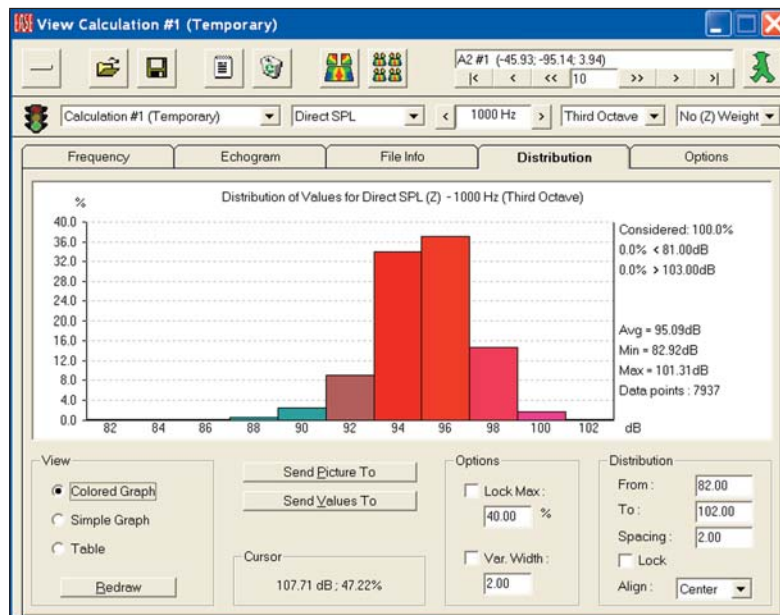 EASE View Calculation #1 (Temporary)
A2 #1 (-45.93; -95.14; 3.94)
|< < << 10 >> > >|
Calculation #1 (Temporary) Direct SPL < 1000 Hz > Third Octave No (Z) Weight
Frequency Echogram File Info Distribution Options
Distribution of Values for Direct SPL (Z) - 1000 Hz (Third Octave)
%
40.0
36.0
32.0
28.0
24.0
20.0
16.0
12.0
8.0
4.0
0.0
82 84 86 88 90 92 94 96 98 100 102 dB
Considered: 100.0%
0.0% < 81.00dB
0.0% > 103.00dB
Avg = 95.09dB
Min = 82.92dB
Max = 101.31dB
Data points : 7937
View
Colored Graph
Simple Graph
Table
Redraw
Send Picture To
Send Values To
Cursor
107.71 dB ; 47.22%
Options
Lock Max :
40.00 %
Var. Width :
2.00
Distribution
From : 82.00
To : 102.00
Spacing : 2.00
Lock
Align : Center